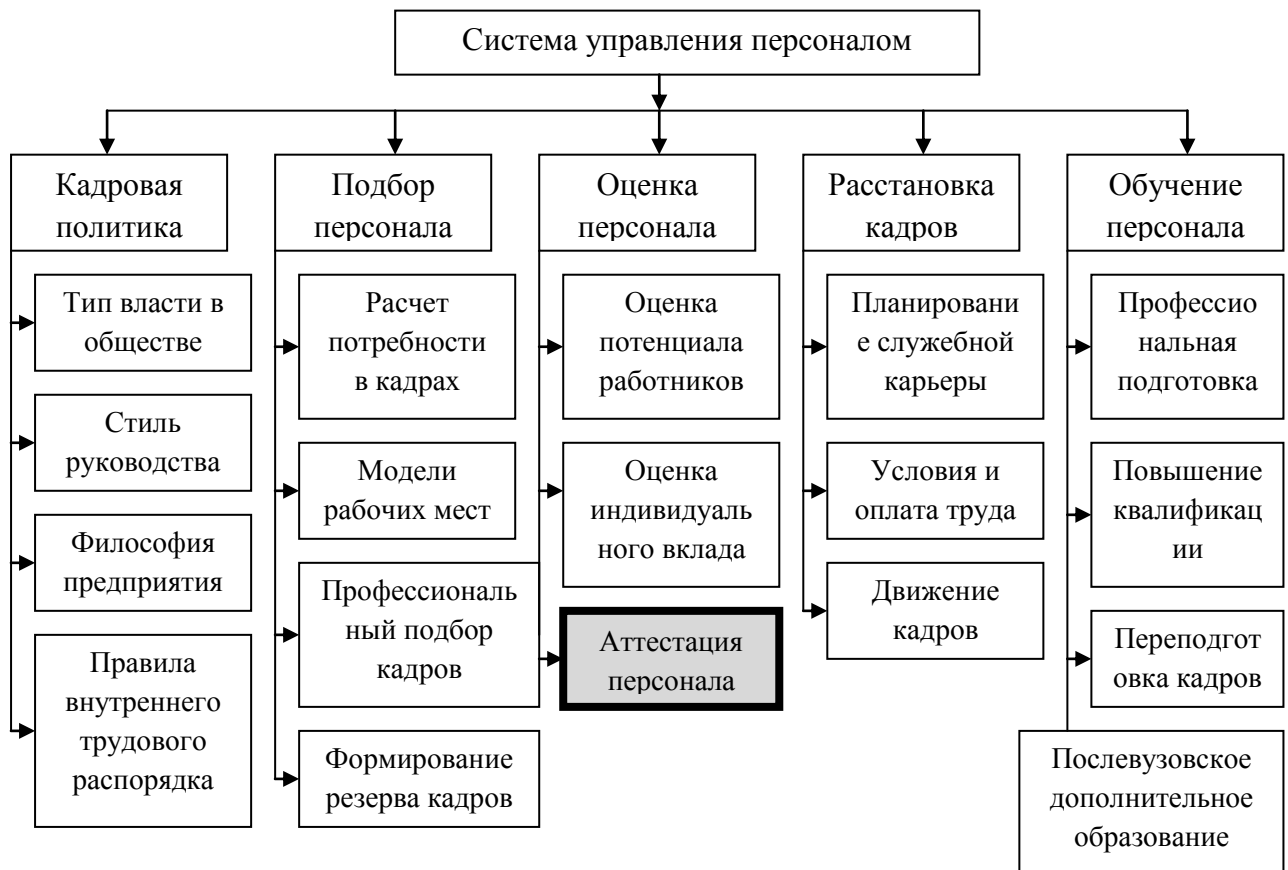 Система управления персоналом
Кадровая
политика
Подбор
персонала
Оценка
персонала
Расстановка
кадров
Обучение
персонала
Тип власти в
обществе
Стиль
руководства
Философия
предприятия
Правила
внутреннего
трудового
распорядка
Расчет
потребности
в кадрах
Модели
рабочих мест
Профессиональ
ный подбор
кадров
Формирование
резерва кадров
Оценка
потенциала
работников
Оценка
индивидуаль
ного вклада
Аттестация
персонала
Планировани
е служебной
карьеры
Условия и
оплата труда
Движение
кадров
Профессио
нальная
подготовка
Повышение
квалификац
ии
Переподгот
овка кадров
Послевузовское
дополнительное
образование